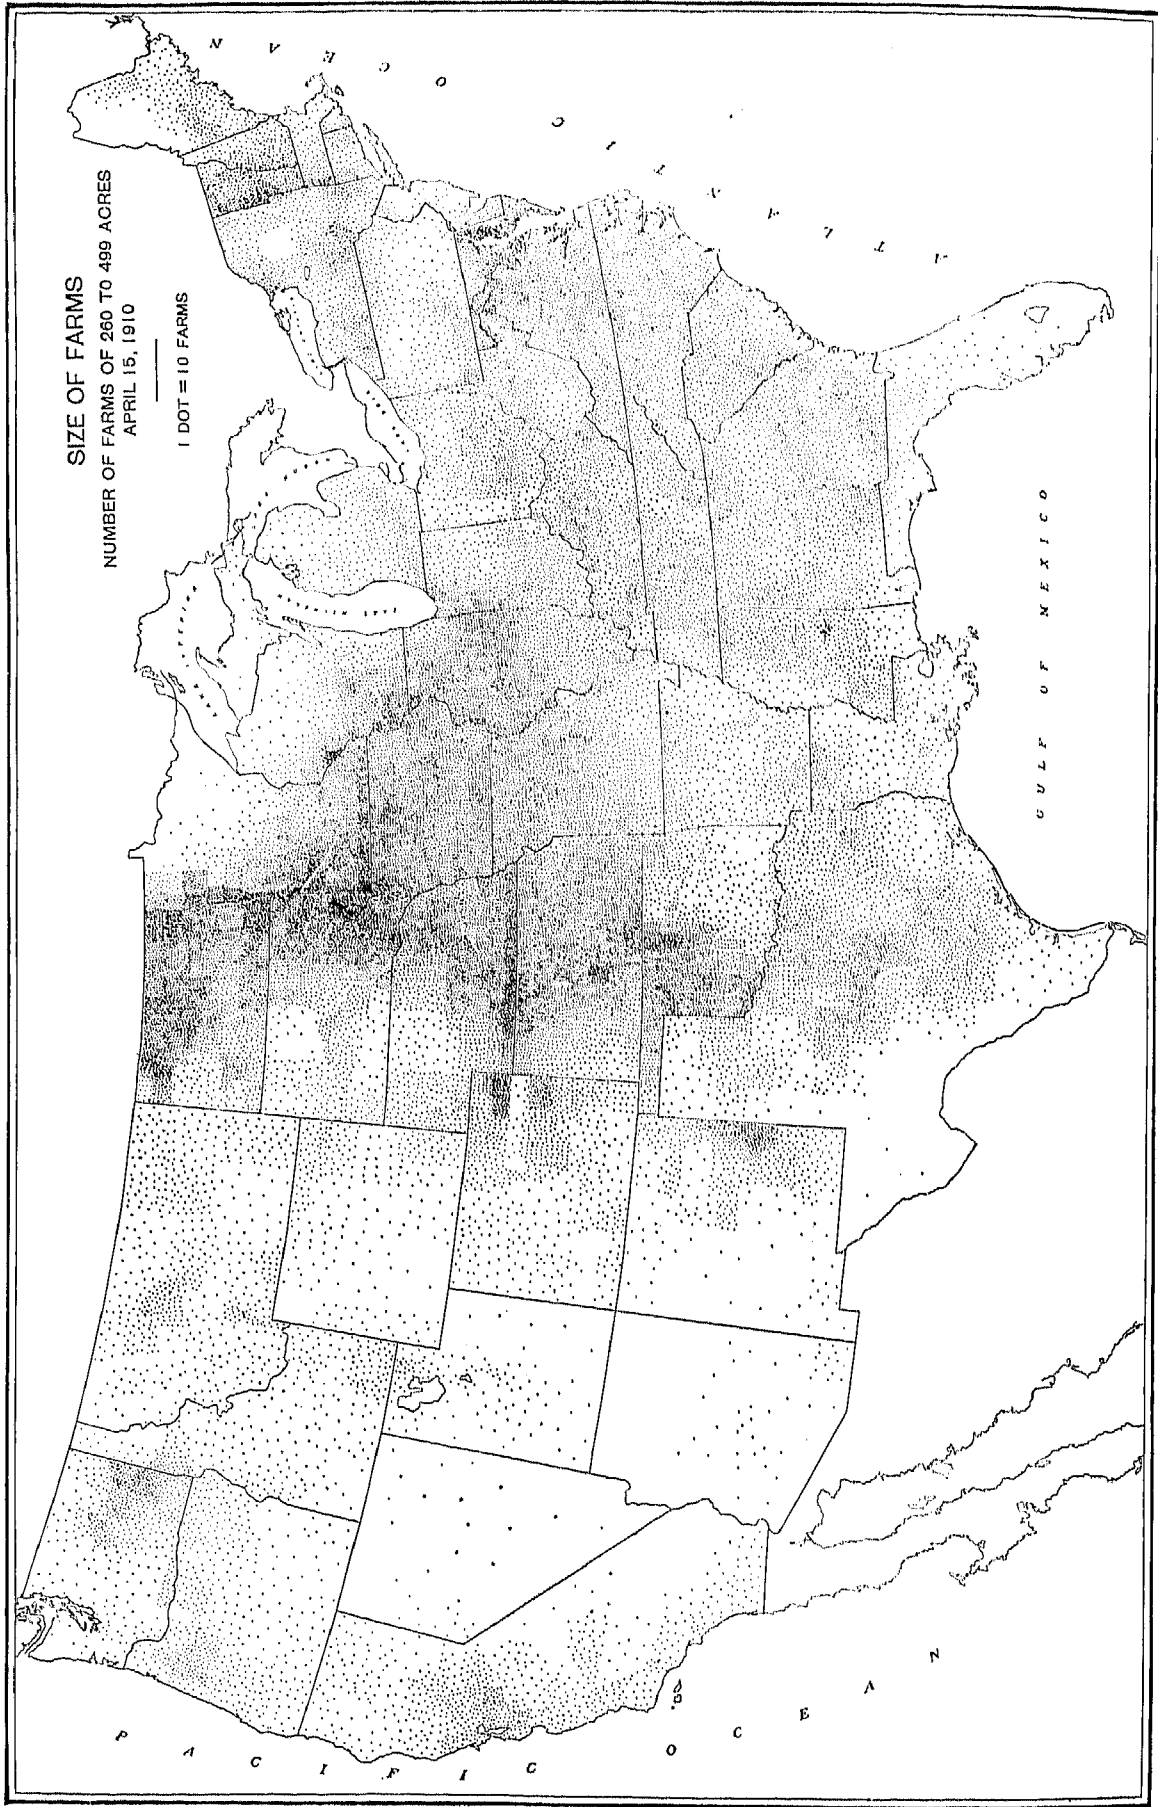 SIZE OF FARMS
NUMBER OF FARMS OF 260 TO 499 ACRES
APRIL 15, 1910
1 DOT = 10 FARMS
PACIFIC OCEAN
ATLANTIC OCEAN
GULF OF MEXICO